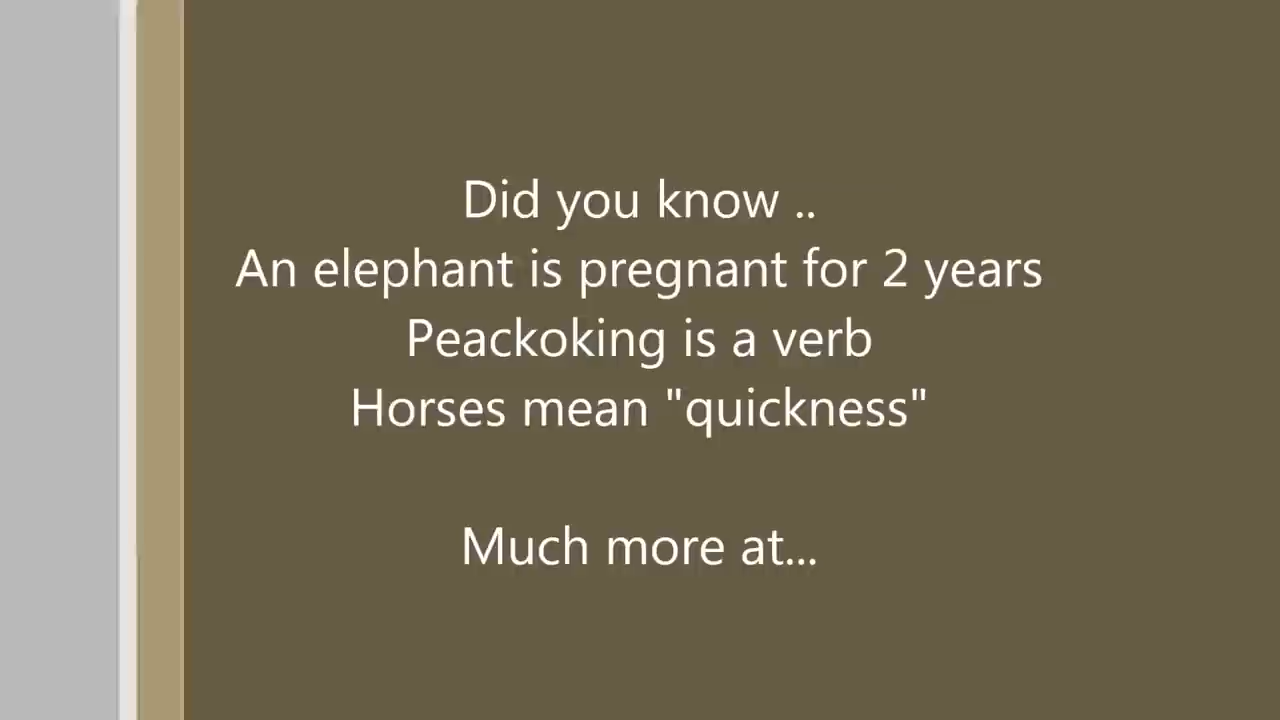 Did you know ..
An elephant is pregnant for 2 years
Peackoking is a verb
Horses mean "quickness"
Much more at...